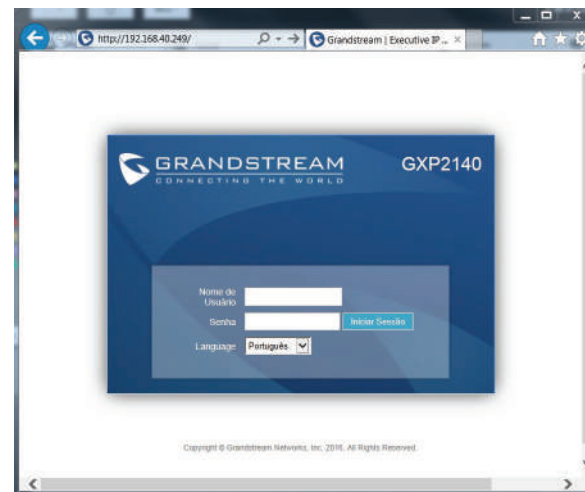 http://192.168.40.249/
Grandstream | Executive IP ...
GRANDSTREAM
CONNECTING THE WORLD
GXP2140
Nome de
Usuário
Senha
Iniciar Sessão
Language
Português
Copyright © Grandstream Networks, Inc. 2016. All Rights Reserved.